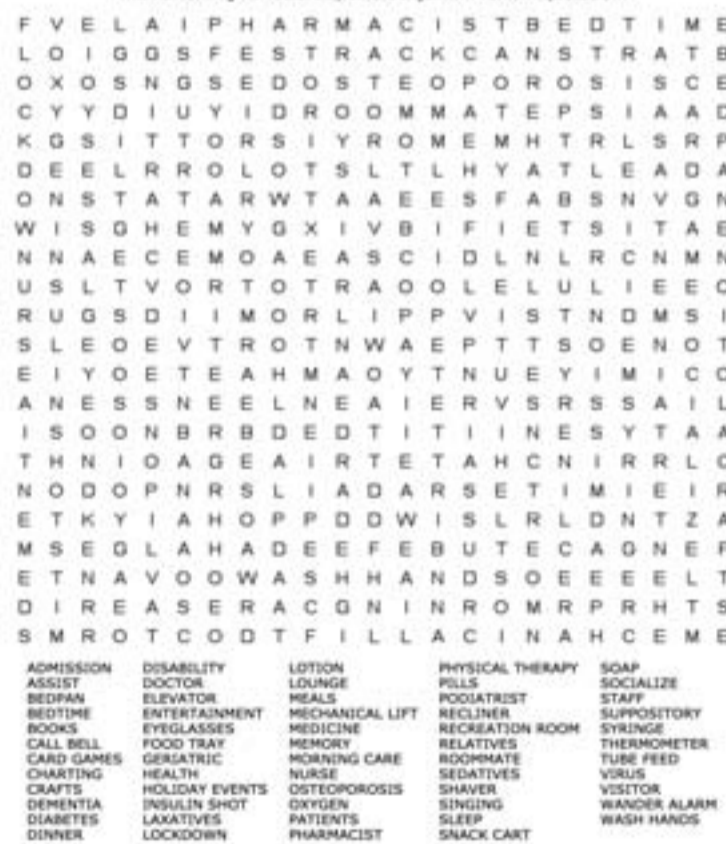 F V E L A I P H A R M A C I S T B E D T I M E
L O I G G S F E S T R A C K C A N S T R A T B
O X O S N G S E D O S T E O P O R O S I S C E
C Y Y D I U Y I D R O O M M A T E P S I A A D
K G S I T T O R S I Y R O M E M H T R L S R P
D E E L R R O L O T S L T L H Y A T L E A D A
O N S T A T A R W T A A E E S F A B S N V G N
W I S G H E M Y G X I V B I F I E T S I T A E
N N A E C E M O A E A S C I D L N L R C N M N
U S L T V O R T O T R A O O L E L U L I E E
R U G S D I I M O R L I P P V I S T N D M S I
S L E O E V T R O T N W A E P T T S O E N O T
E I Y O E T E A H M A O Y T N U E Y I M I C
A N E S S N E E L N E A I E R V S R S S A I L
I S O O N B R B D E D T I T I I N E S Y T A A
T H N I O A G E A I R T E T A H C N I R R L
N O D O P N R S L I A D A R S E T I M I E I R
E T K Y I A H O P P D D W I S L R L D N T Z A
M S E G L A H A D E E F E B U T E C A G N E
E T N A V O O W A S H H A N D S O E E E E L T
D I R E A S E R A C G N I N R O M R P R H T S
S M R O T C O D T F I L L A C I N A H C E M E
ADMISSION DISABILITY LOTION PHYSICAL THERAPY SOAP
ASSIST DOCTOR LOUNGE PILLS SOCIALIZE
BEDPAN ELEVATOR MEALS PODIATRIST STAFF
BEDTIME ENTERTAINMENT MECHANICAL LIFT RECLINER SUPPOSITORY
BOOKS EYEGLASSES MEDICINE RECREATION ROOM SYRINGE
CALL BELL FOOD TRAY MEMORY RELATIVES THERMOMETER
CARD GAMES GERIATRIC MORNING CARE ROOMMATE TUBE FEED
CHARTING HEALTH NURSE SEDATIVES VIRUS
CRAFTS HOLIDAY EVENTS OSTEOPOROSIS SHAVER VISITOR
DEMENTIA INSULIN SHOT OXYGEN SINGING WANDER ALARM
DIABETES LAXATIVES PATIENTS SLEEP WASH HANDS
DINNER LOCKDOWN PHARMACIST SNACK CART